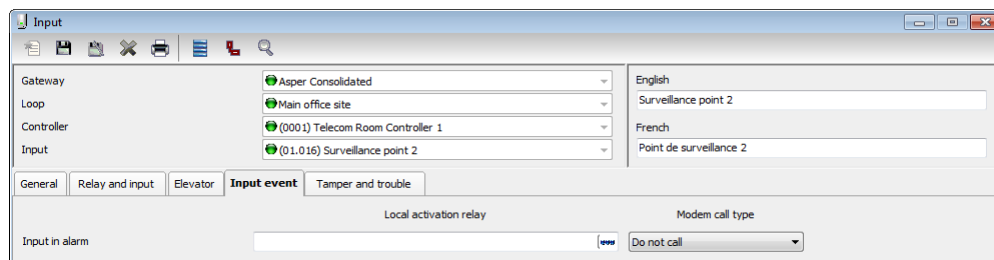 Input
Gateway
Asper Consolidated
English
Surveillance point 2
Loop
Main office site
Controller
(0001) Telecom Room Controller 1
French
Point de surveillance 2
Input
(01.016) Surveillance point 2
General Relay and input Elevator Input event Tamper and trouble
Local activation relay Modem call type
Input in alarm Do not call